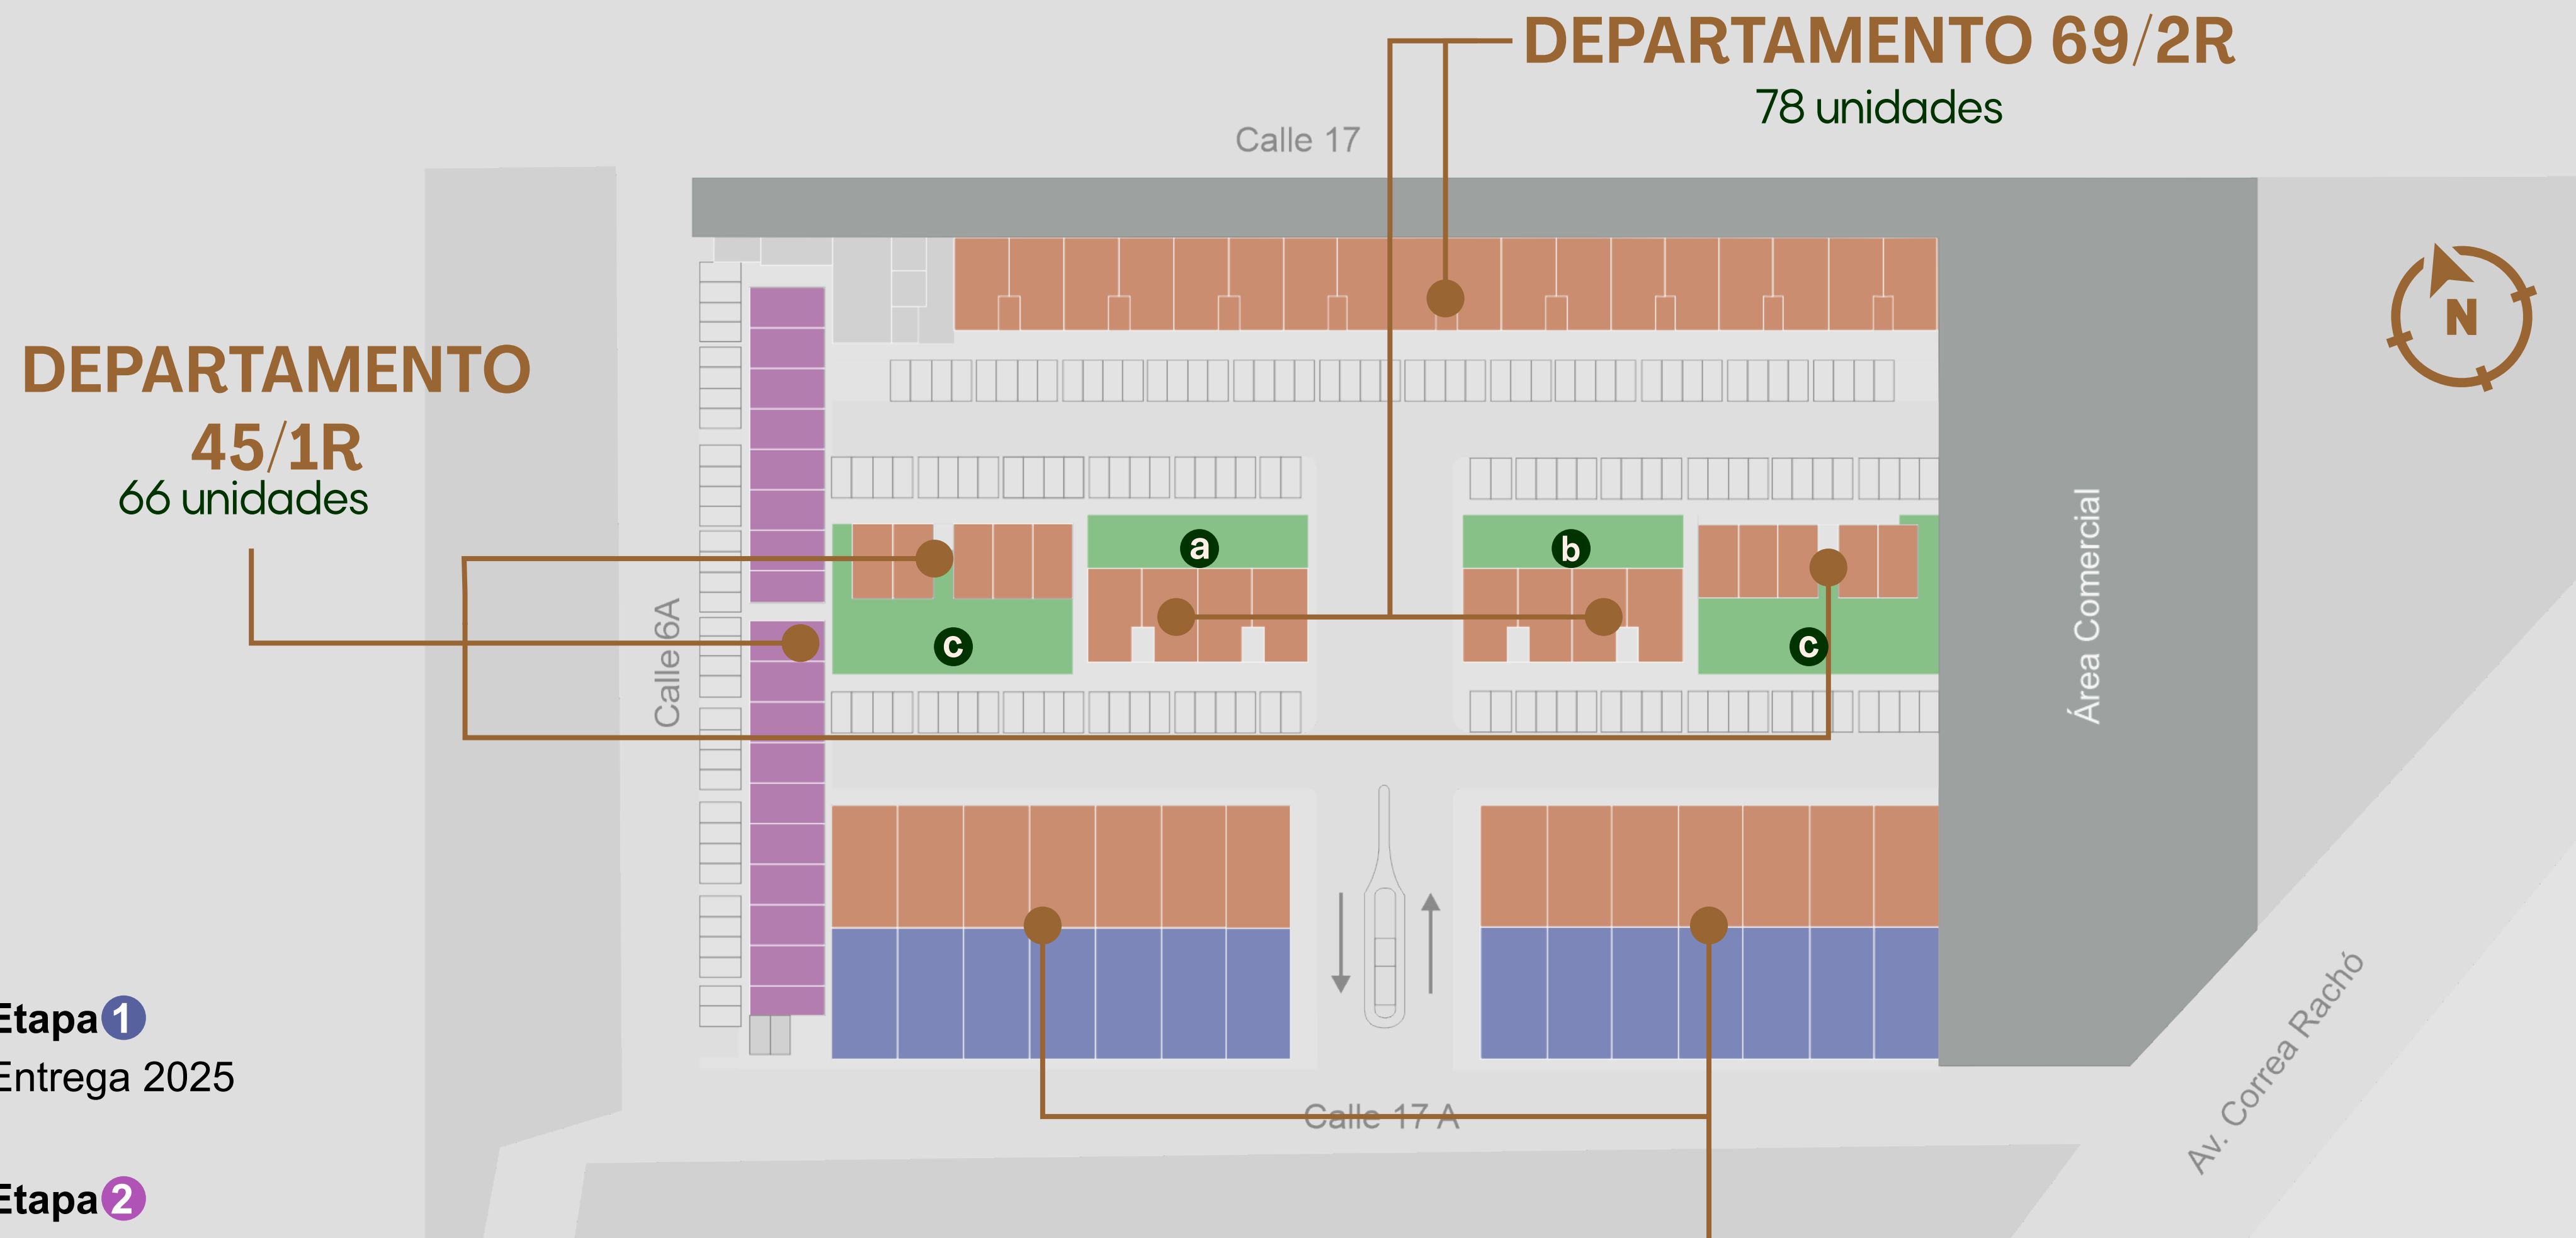 DEPARTAMENTO 69/2R
78 unidades
Calle 17
N
DEPARTAMENTO
45/1R
66 unidades
a
b
c
c
Calle 6A
Área Comercial
Etapa 1
Entrega 2025
Calle 17 A
Av. Correa Rachó
Etapa 2